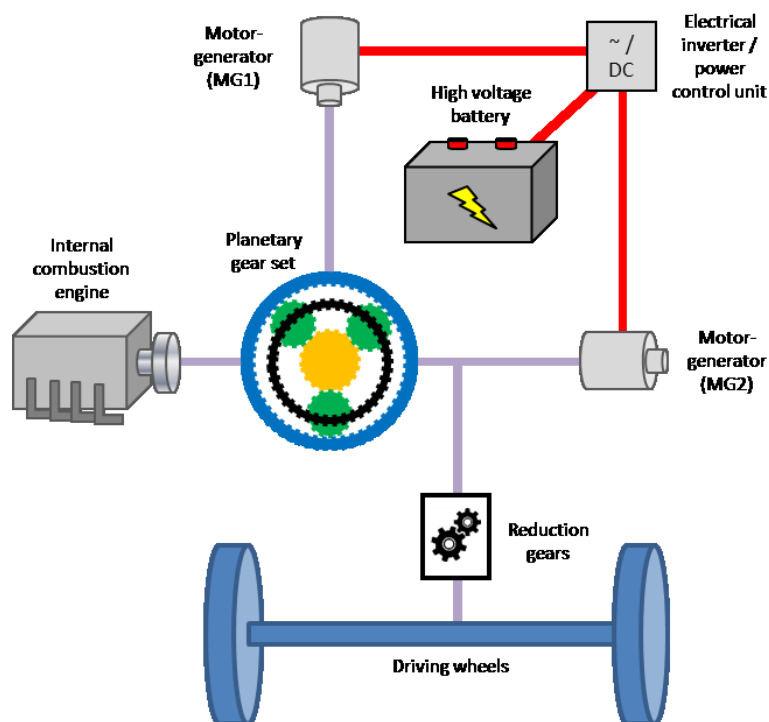 Motor-
generator
(MG1)
~ /
DC
Electrical
inverter /
power
control unit
High voltage
battery
Planetary
gear set
Internal
combustion
engine
Motor-
generator
(MG2)
Reduction
gears
Driving wheels